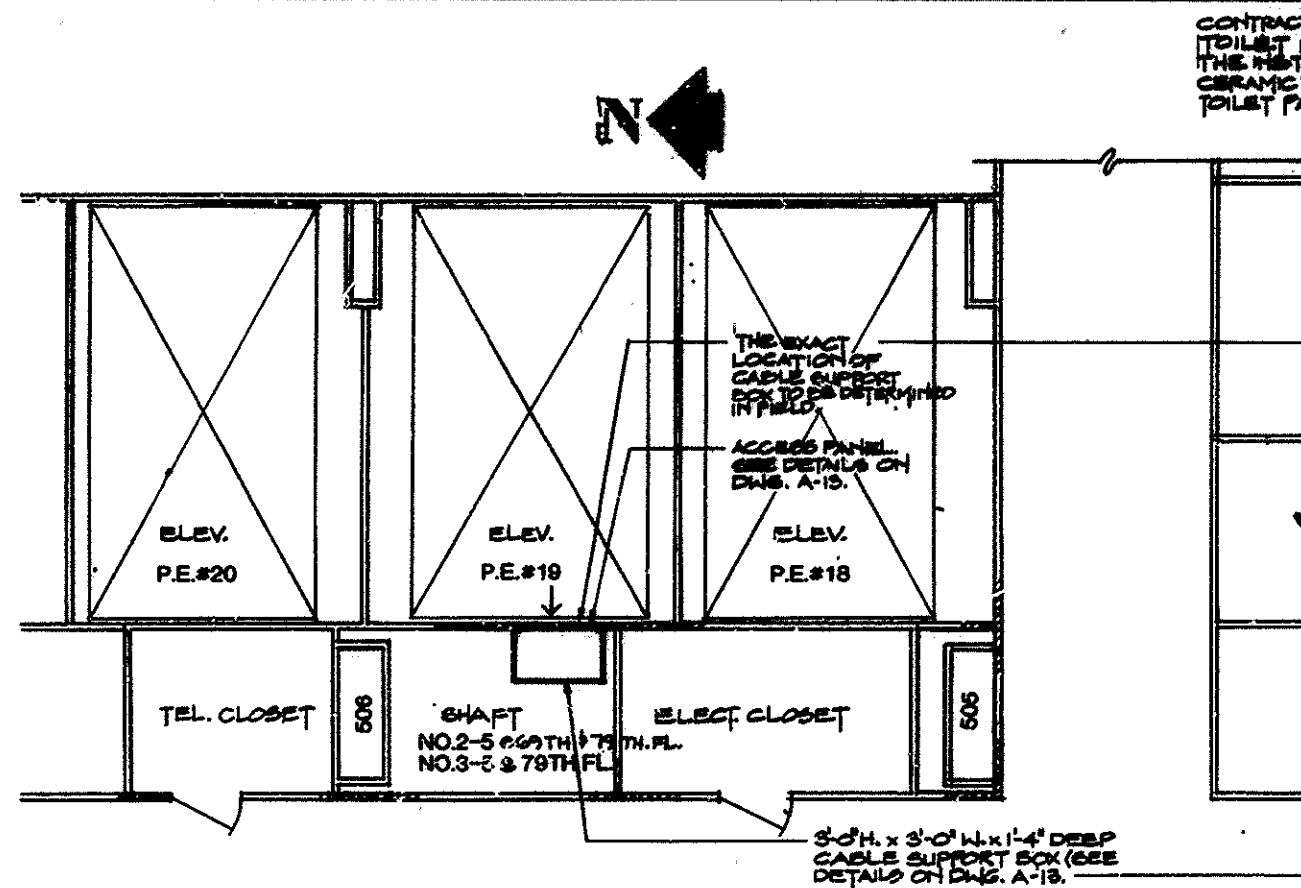 CONTRAC
TOILET
THE INST
CERAMIC
TOILET PA
N
THE EXACT
LOCATION OF
CABLE SUPPORT
BOX TO BE DETERMINED
IN FIELD.
ACCESS PANEL.
SEE DETAILS ON
DWG. A-13.
ELEV.
P.E.#20
ELEV.
P.E.#19
ELEV.
P.E.#18
TEL. CLOSET
506
SHAFT
NO.2-5 @69TH & 79TH.FL.
NO.3-5 @ 79TH FL.
ELECT. CLOSET
505
3'-0"H. x 3'-0" W. x 1'-4" DEEP
CABLE SUPPORT BOX (SEE
DETAILS ON DWG. A-13.